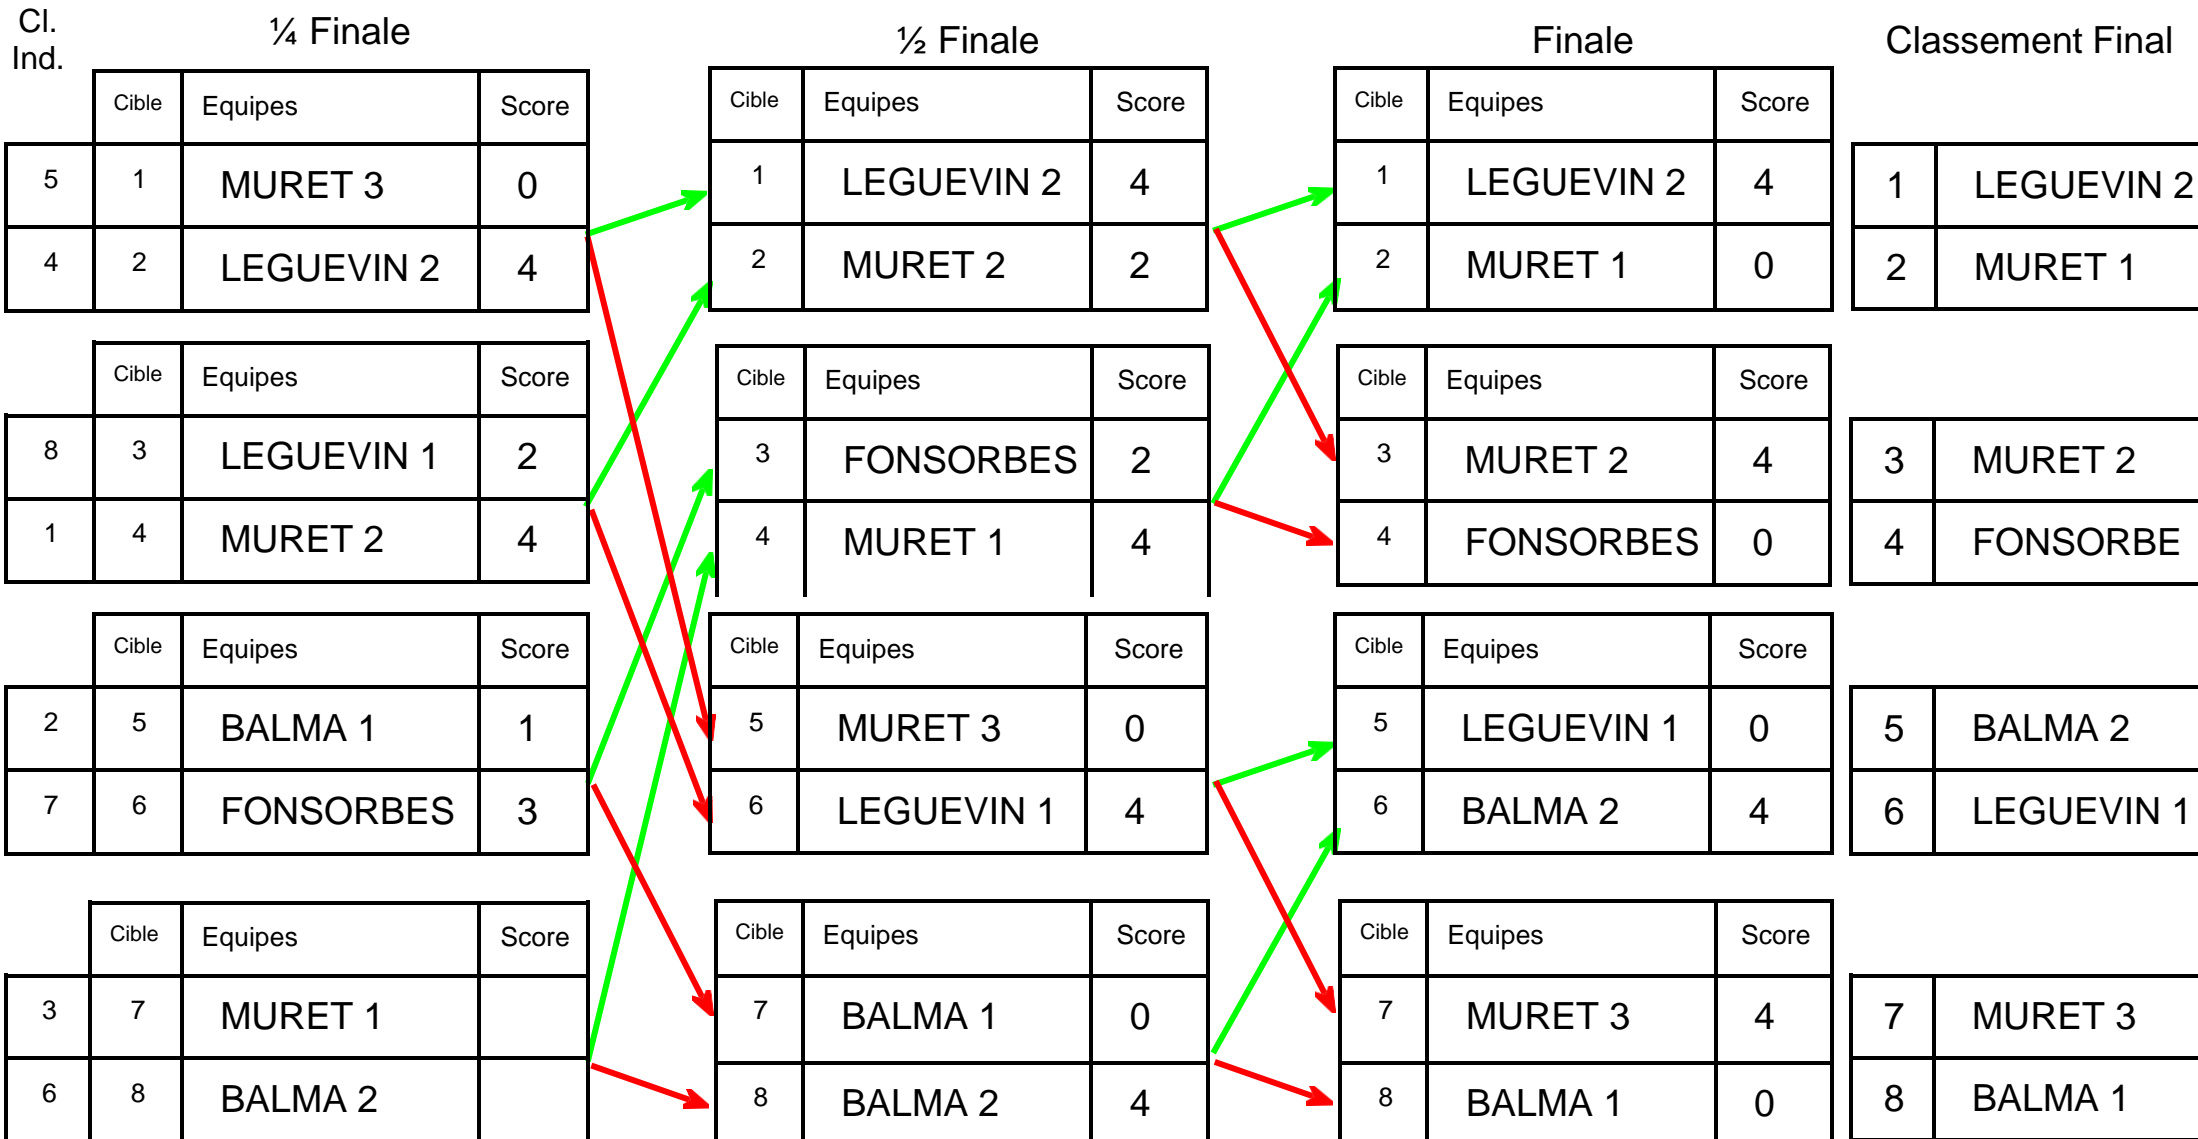 Cl.
Ind.
¼ Finale
½ Finale
Finale
Classement Final
Cible Equipes Score
Cible Equipes Score
Cible Equipes Score
5 1 MURET 3 0
1 LEGUEVIN 2 4
1 LEGUEVIN 2 4
1 LEGUEVIN 2
4 2 LEGUEVIN 2 4
2 MURET 2 2
2 MURET 1 0
2 MURET 1
Cible Equipes Score
Cible Equipes Score
Cible Equipes Score
8 3 LEGUEVIN 1 2
3 FONSORBES 2
3 MURET 2 4
3 MURET 2
1 4 MURET 2 4
4 MURET 1 4
4 FONSORBES 0
4 FONSORBE
Cible Equipes Score
Cible Equipes Score
Cible Equipes Score
2 5 BALMA 1 1
5 MURET 3 0
5 LEGUEVIN 1 0
5 BALMA 2
7 6 FONSORBES 3
6 LEGUEVIN 1 4
6 BALMA 2 4
6 LEGUEVIN 1
Cible Equipes Score
Cible Equipes Score
Cible Equipes Score
3 7 MURET 1
7 BALMA 1 0
7 MURET 3 4
7 MURET 3
6 8 BALMA 2
8 BALMA 2 4
8 BALMA 1 0
8 BALMA 1